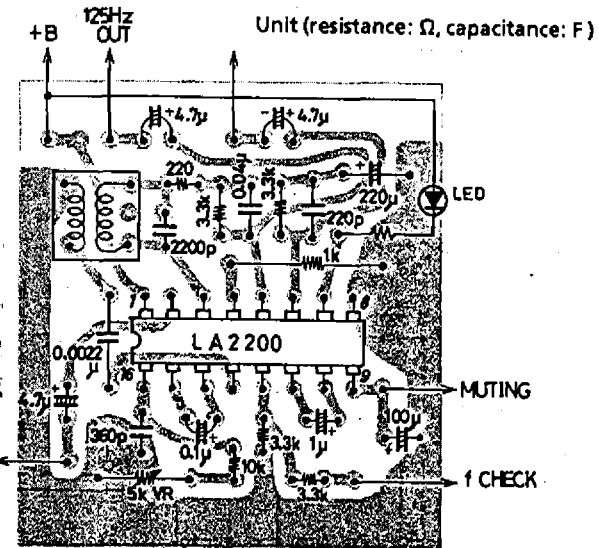 Unit (resistance: Ω, capacitance: F)
125Hz
OUT
+B
+4.7μ
- +4.7μ
220
3.3k
0.04μ
3.3k
2200p
220p
+
220μ
LED
1k
1
8
LA2200
0.0022
μ
16
9
4.7μ +
MUTING
360p
0.1μ +
10k
3.3k
1μ +
100μ
+
5k VR
3.3k
f CHECK